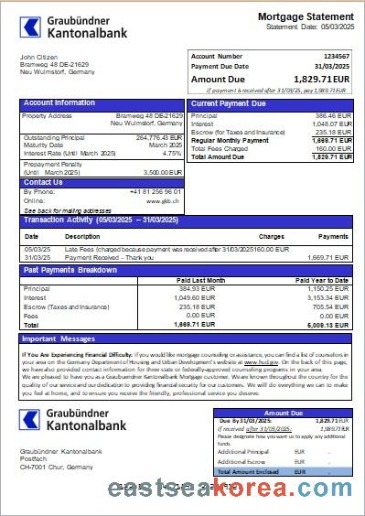 Graubündner
Kantonalbank
Mortgage Statement
Statement Date: 05/03/2025
John Citizen
Bramweg 48 DE-21629
Neu Wulmstorf, Germany
Account Number 1234567
Payment Due Date 31/03/2025
Amount Due 1,829.71EUR
If payment is received after 31/03/25, pay 1,989.71EUR
Account Information
Property Address Bramweg 48 DE-21629
Neu Wulmstorf, Germany
Outstanding Principal 264,776.43 EUR
Maturity Date March 2025
Interest Rate (Until March 2025) 4.75%
Prepayment Penalty
(Until March 2025) 3,500.00EUR
Contact Us
By Phone: +41 81 256 96 01
Online: www.gkb.ch
See back for mailing addresses
Current Payment Due
Principal 386.46 EUR
Interest 1,048.07 EUR
Escrow (for Taxes and Insurance) 235.18 EUR
Regular Monthly Payment 1,669.71 EUR
Total Fees Charged 160.00 EUR
Total Amount Due 1,829.71 EUR
Transaction Activity (05/03/2025 – 31/03/2025)
Date Description Charges Payments
05/03/25 Late Fees (charged because payment was received after 31/03/2025160.00 EUR
31/03/25 Payment Received – Thank you 1,669.71 EUR
Past Payments Breakdown
Paid Last Month Paid Year to Date
Principal 384.93 EUR 1,150.25 EUR
Interest 1,049.60 EUR 3,153.34 EUR
Escrow (Taxes and Insurance) 235.18 EUR 705.54 EUR
Fees 0.00 EUR 0.00 EUR
Total 1,669.71 EUR 5,009.13 EUR
Important Messages
If You Are Experiencing Financial Difficulty: If you would like mortgage counseling or assistance, you can find a list of counselors in
your area on the Germany Department of Housing and Urban Development's website at www.hud.gov. On the back of this page,
we have also provided contact information for three state or federally-approved counseling programs in your area.
We are pleased to have you as a Graubuendner Kantonalbank Mortgage customer. We are known throughout the country for the
quality of our service and our dedication to providing financial security for our customers. We will do everything we can to make
you feel at home, and to ensure you receive the friendly, professional service you deserve.
Graubündner
Kantonalbank
Graubündner Kantonalbank
Postfach
CH-7001 Chur, Germany
Amount Due
Due By 31/03/2025: 1,829.71EUR
If received after 31/03/25: 1,989.71EUR
Please designate how you want us to apply any additional
funds.
Additional Principal EUR
Additional Escrow EUR
Total Amount Enclosed EUR
eastseakorea.com